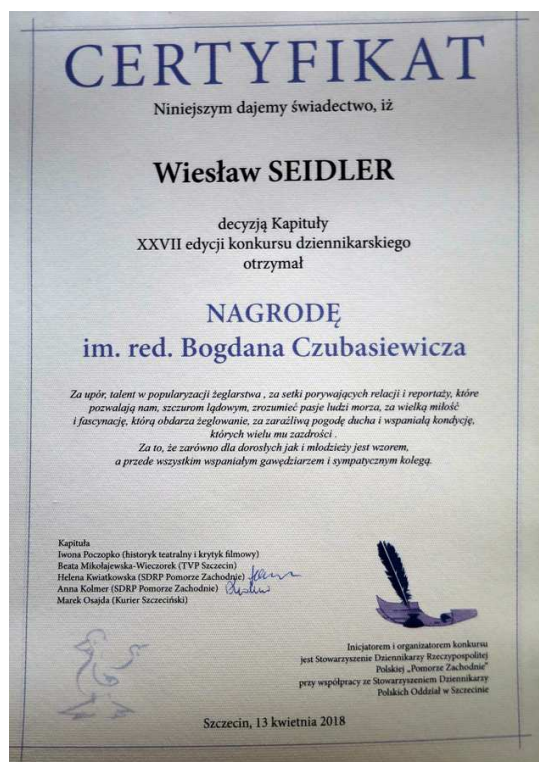 CERTYFIKAT
Niniejszym dajemy świadectwo, iż
Wiesław SEIDLER
decyzją Kapituły
XXVII edycji konkursu dziennikarskiego
otrzymał
NAGRODĘ
im. red. Bogdana Czubasiewicza
Za upór, talent w popularyzacji żeglarstwa , za setki porywających relacji i reportaży, które
pozwalają nam, szczurom lądowym, zrozumieć pasje ludzi morza, za wielką miłość
i fascynację, którą obdarza żeglowanie, za zaraźliwą pogodę ducha i wspaniałą kondycję,
których wielu mu zazdrości .
Za to, że zarówno dla dorosłych jak i młodzieży jest wzorem,
a przede wszystkim wspaniałym gawędziarzem i sympatycznym kolegą.
Kapituła
Iwona Poczopko (historyk teatralny i krytyk filmowy)
Beata Mikołajewska-Wieczorek (TVP Szczecin)
Helena Kwiatkowska (SDRP Pomorze Zachodnie)
Anna Kolmer (SDRP Pomorze Zachodnie)
Marek Osajda (Kurier Szczeciński)
Inicjatorem i organizatorem konkursu
jest Stowarzyszenie Dziennikarzy Rzeczypospolitej
Polskiej „Pomorze Zachodnie"
przy współpracy ze Stowarzyszeniem Dziennikarzy
Polskich Oddział w Szczecinie
Szczecin, 13 kwietnia 2018